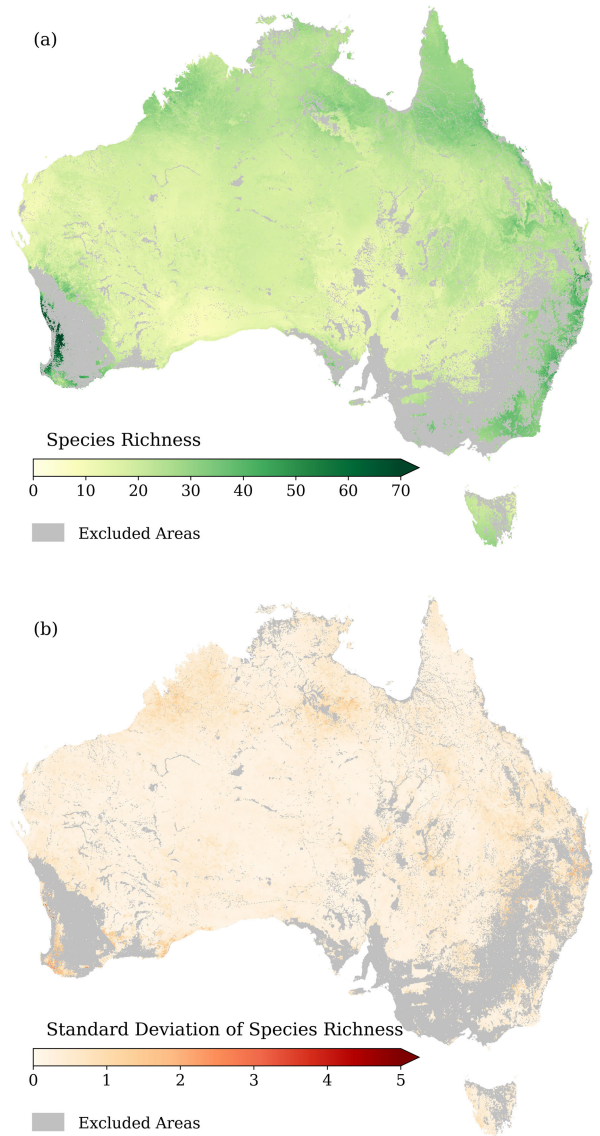 (a)
Species Richness
0 10 20 30 40 50 60 70
Excluded Areas
(b)
Standard Deviation of Species Richness
0 1 2 3 4 5
Excluded Areas